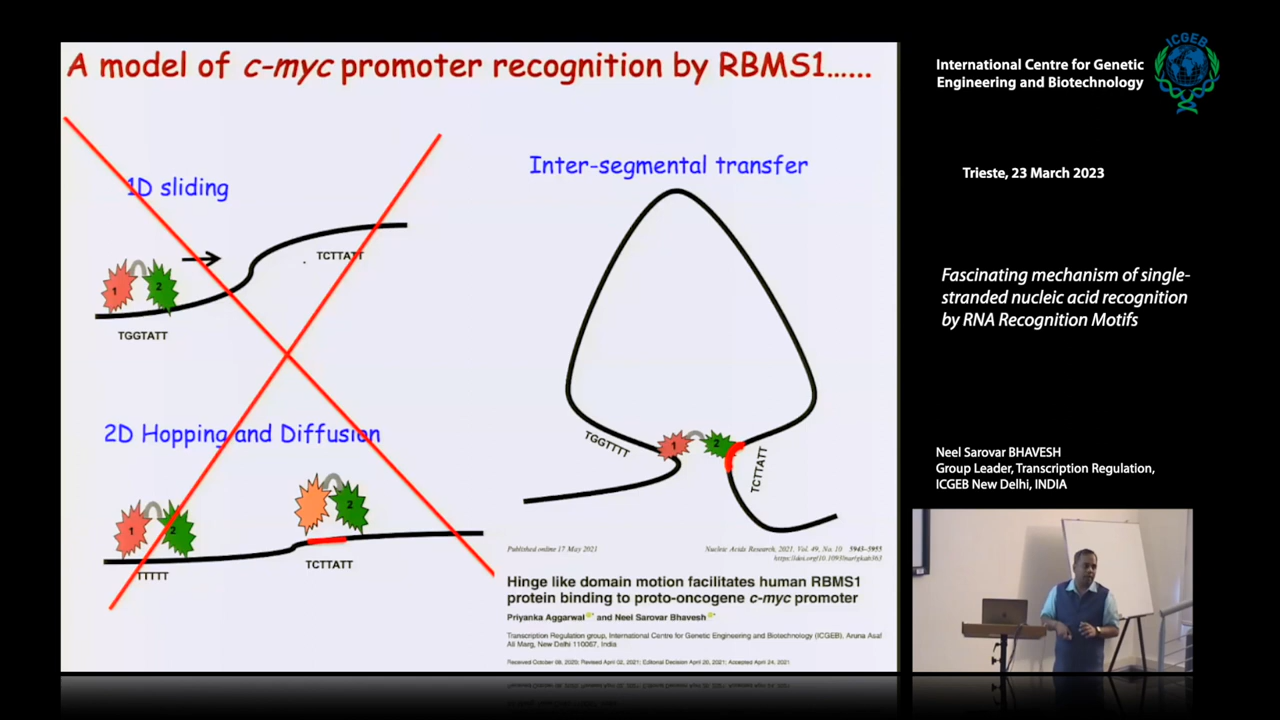 A model of c-myc promoter recognition by RBMS1......
1D sliding
TCTTATT
1
2
TGGTATT
2D Hopping and Diffusion
1
2
2
TTTTT
TCTTATT
Inter-segmental transfer
TGGTTTT
1
2
TCTTATT
Published online 17 May 2021
Nucleic Acids Research, 2021, Vol. 49, No. 10 5943–5955
https://doi.org/10.1093/nar/gkab363
Hinge like domain motion facilitates human RBMS1
protein binding to proto-oncogene c-myc promoter
Priyanka Aggarwal * and Neel Sarovar Bhavesh *
Transcription Regulation group, International Centre for Genetic Engineering and Biotechnology (ICGEB), Aruna Asaf
Ali Marg, New Delhi 110067, India
Received October 08, 2020; Revised April 02, 2021; Editorial Decision April 20, 2021; Accepted April 24, 2021
ICGEB
International Centre for Genetic
Engineering and Biotechnology
Trieste, 23 March 2023
Fascinating mechanism of single-
stranded nucleic acid recognition
by RNA Recognition Motifs
Neel Sarovar BHAVESH
Group Leader, Transcription Regulation,
ICGEB New Delhi, INDIA